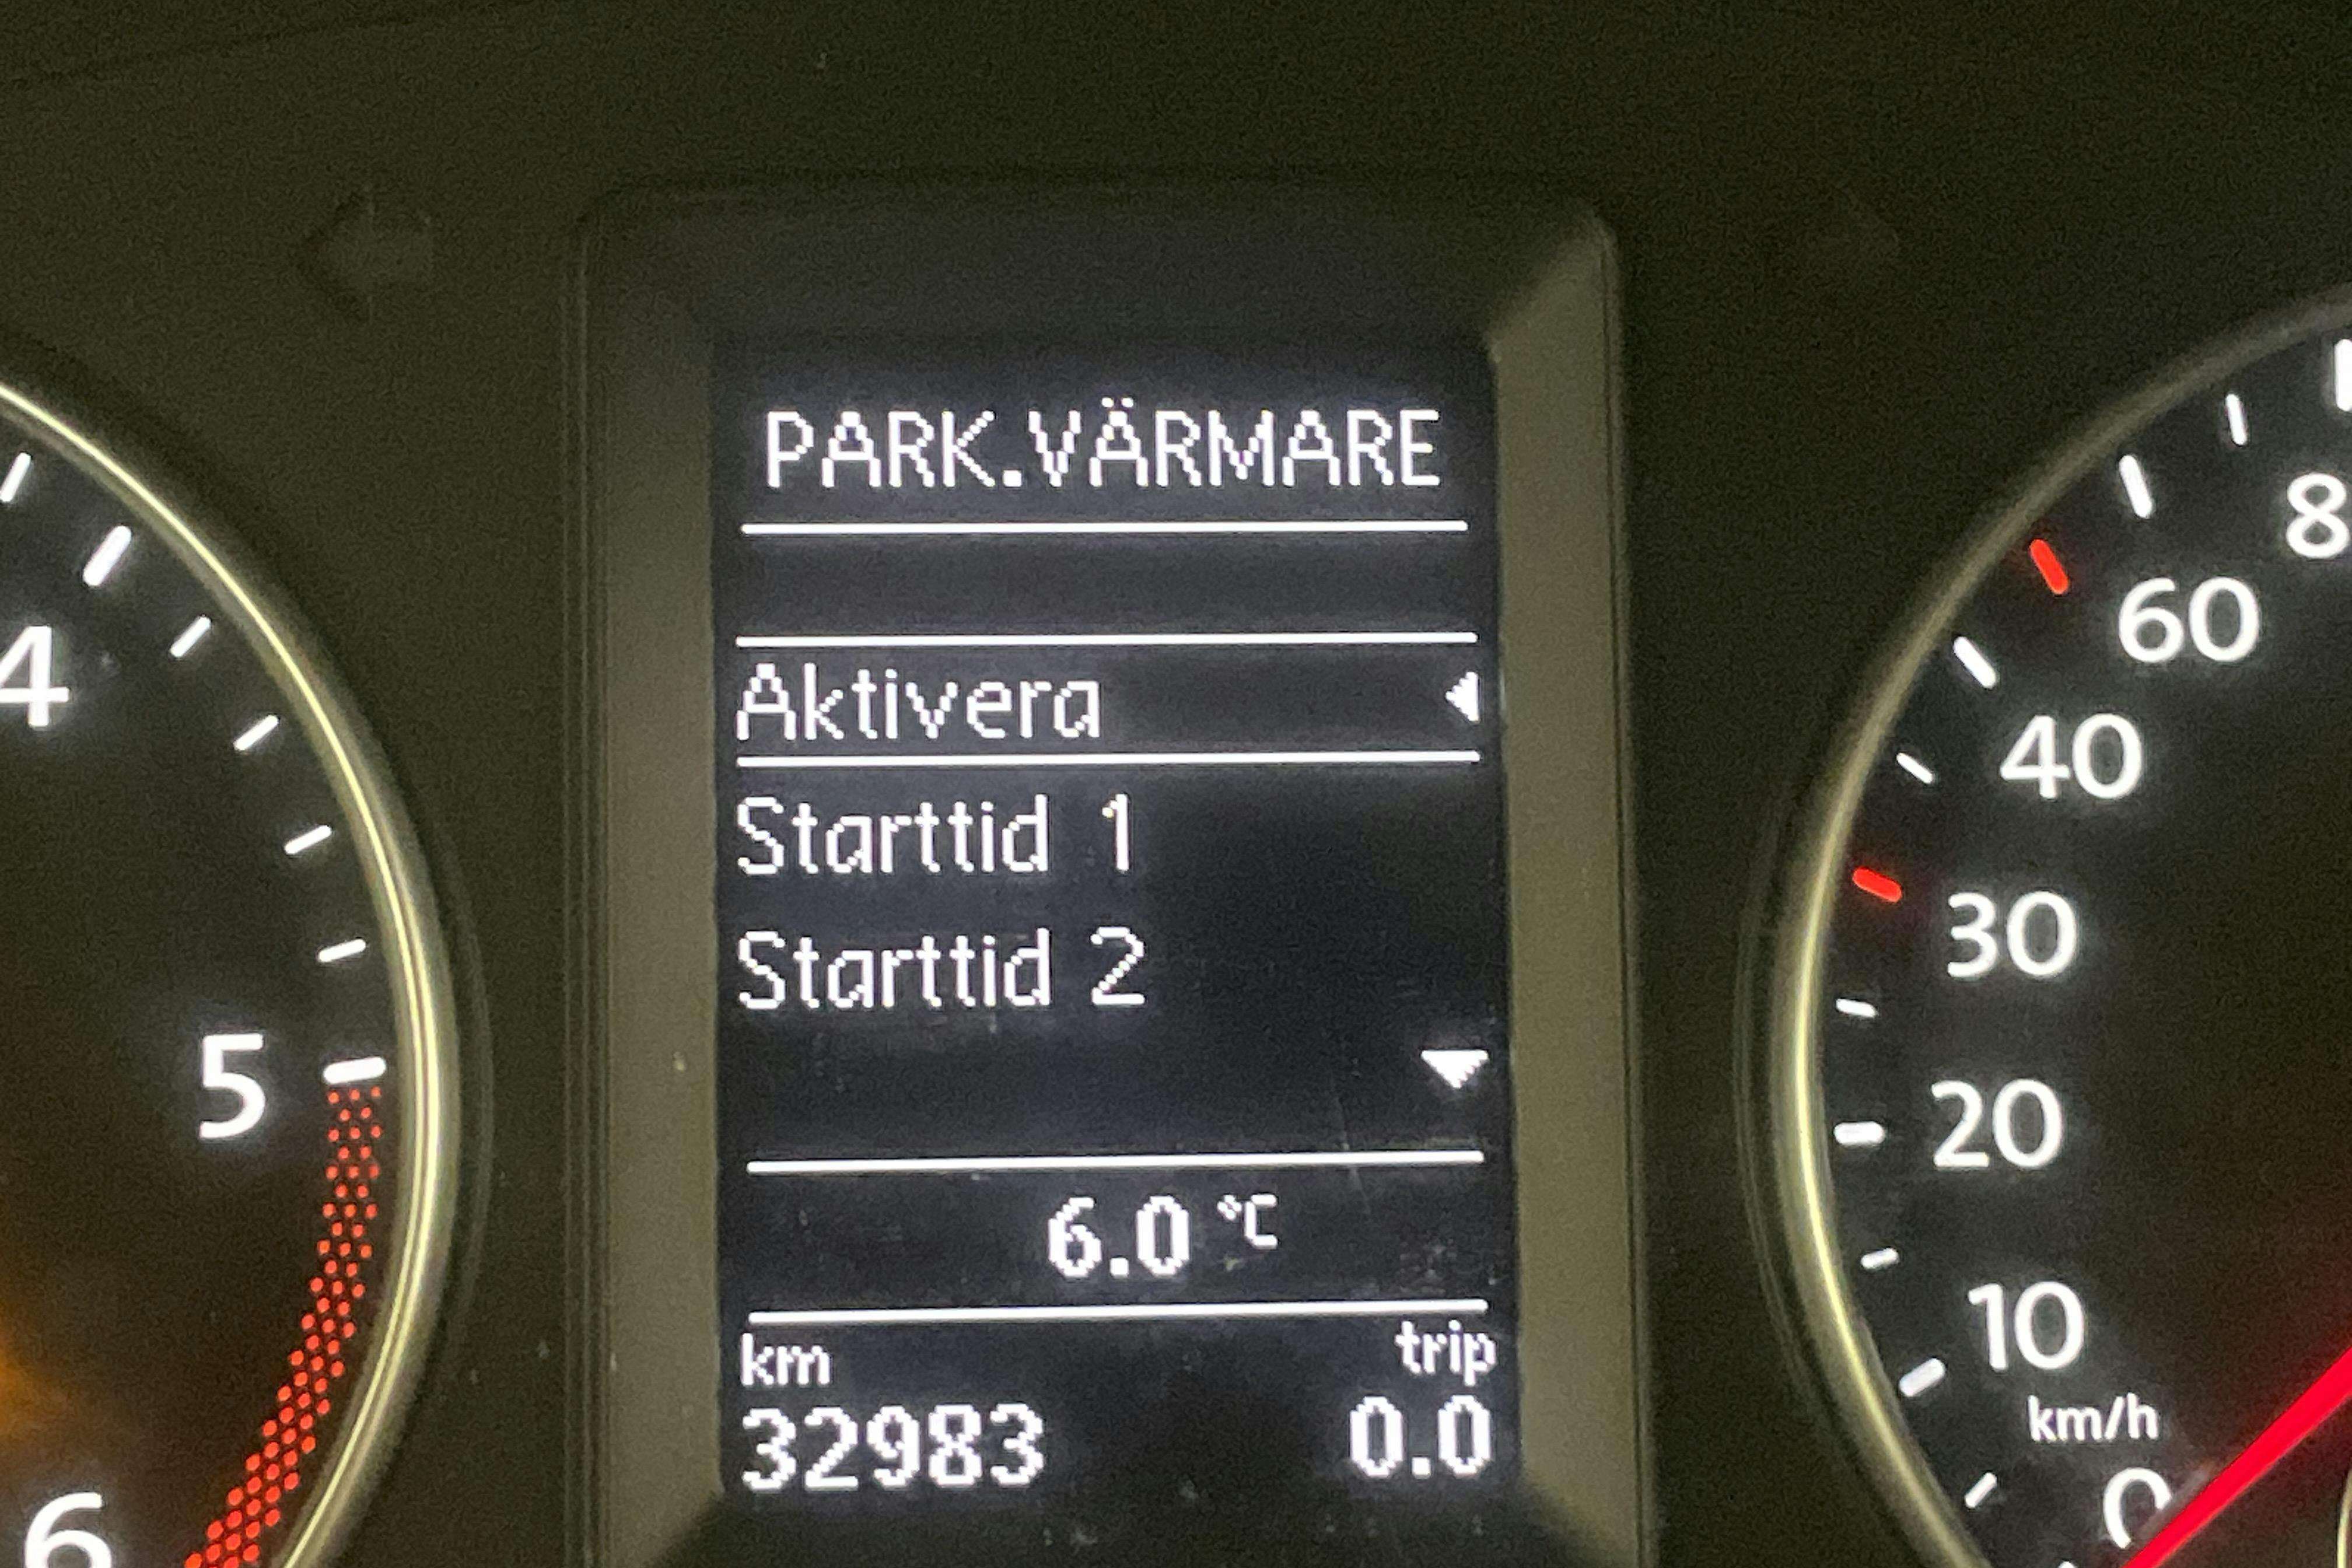 PARK.VÄRMARE
Aktivera
Starttid 1
Starttid 2
6.0 °C
km trip
32983 0.0
4
5
6
60
40
30
20
10
km/h
0